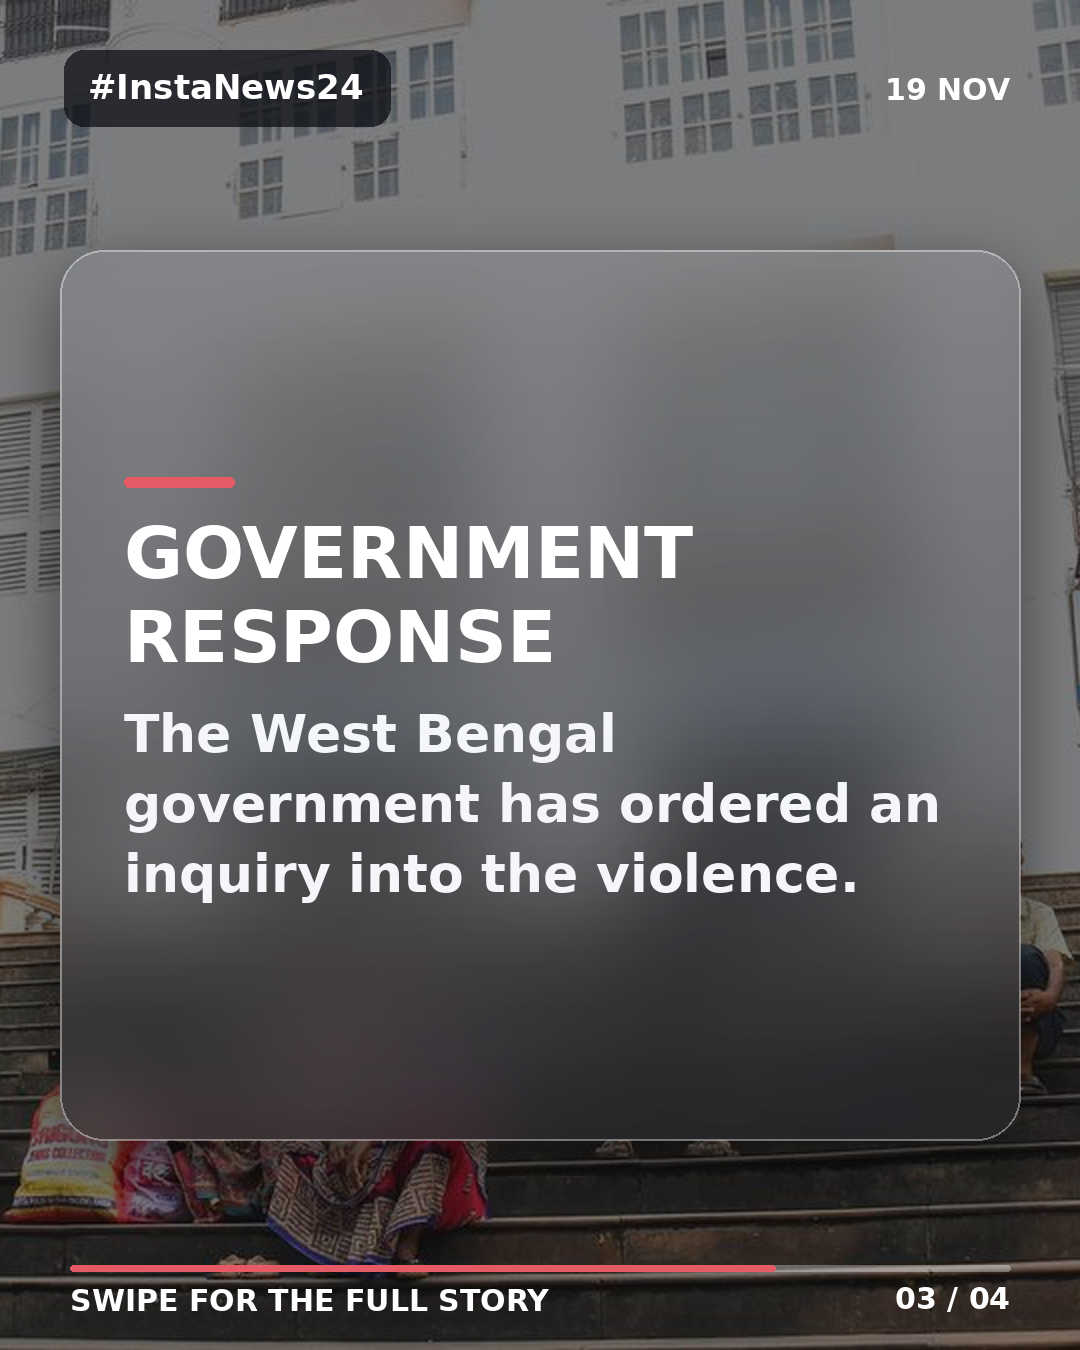 #InstaNews24
19 NOV
GOVERNMENT
RESPONSE
The West Bengal
government has ordered an
inquiry into the violence.
SWIPE FOR THE FULL STORY
03 / 04